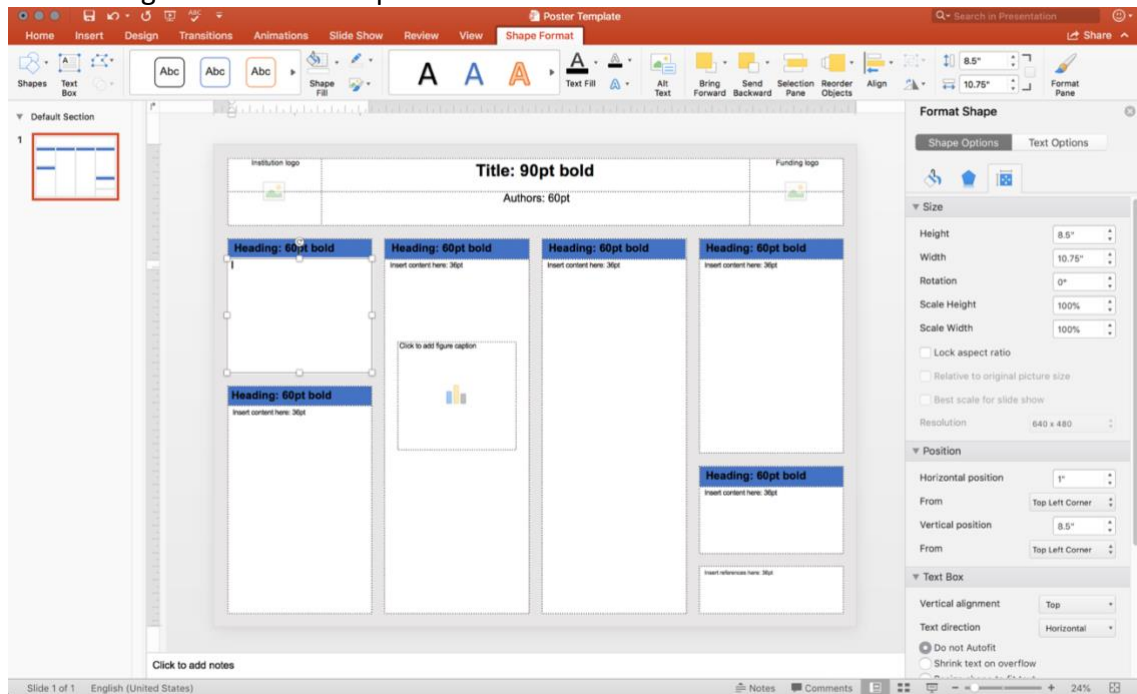 Poster Template
Search in Presentation
Home Insert Design Transitions Animations Slide Show Review View Shape Format Share
Shapes
Text Box
Abc Abc Abc
Shape Fill
A A A
Text Fill
Alt Text
Bring Forward
Send Backward
Selection Pane
Reorder Objects
Align
8.5"
10.75"
Format Pane
Default Section
1
Institution logo
Title: 90pt bold
Funding logo
Authors: 60pt
Heading: 60pt bold
Heading: 60pt bold
Insert content here: 36pt
Heading: 60pt bold
Insert content here: 36pt
Click to add figure caption
Heading: 60pt bold
Insert content here: 36pt
Heading: 60pt bold
Insert content here: 36pt
Heading: 60pt bold
Insert content here: 36pt
Insert references here: 36pt
Click to add notes
Format Shape
Shape Options Text Options
Size
Height 8.5"
Width 10.75"
Rotation 0°
Scale Height 100%
Scale Width 100%
Lock aspect ratio
Relative to original picture size
Best scale for slide show
Resolution 640 x 480
Position
Horizontal position 1"
From Top Left Corner
Vertical position 8.5"
From Top Left Corner
Text Box
Vertical alignment Top
Text direction Horizontal
Do not Autofit
Shrink text on overflow
Slide 1 of 1 English (United States) Notes Comments 24%